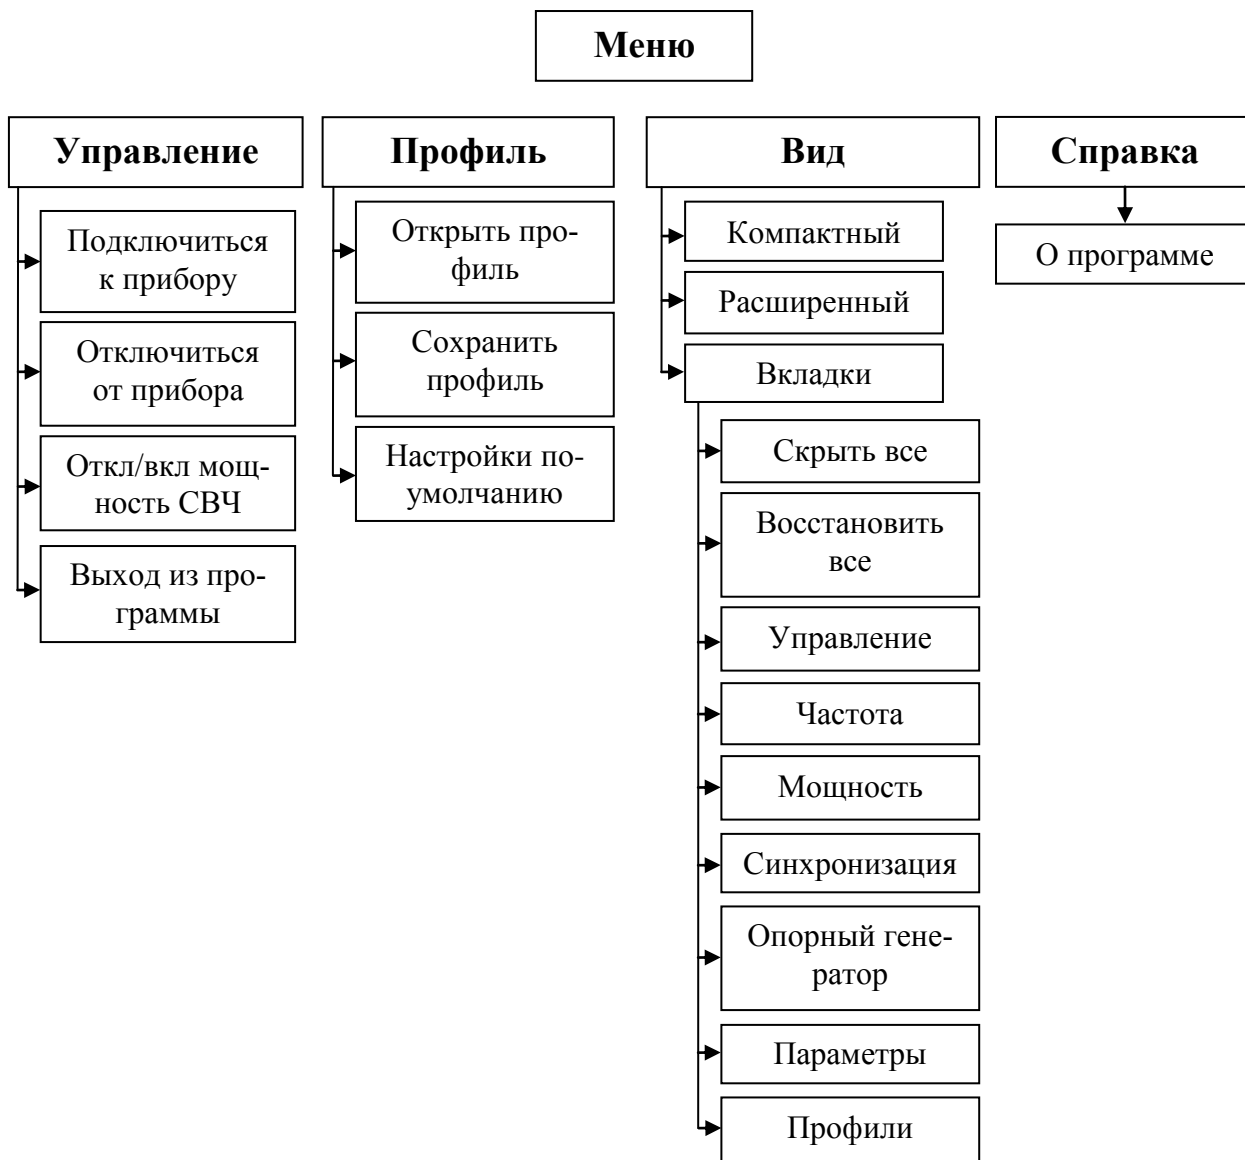 Меню
Управление
Подключиться
к прибору
Отключиться
от прибора
Откл/вкл мощ-
ность СВЧ
Выход из про-
граммы
Профиль
Открыть про-
филь
Сохранить
профиль
Настройки по-
умолчанию
Вид
Компактный
Расширенный
Вкладки
Скрыть все
Восстановить
все
Управление
Частота
Мощность
Синхронизация
Опорный гене-
ратор
Параметры
Профили
Справка
О программе